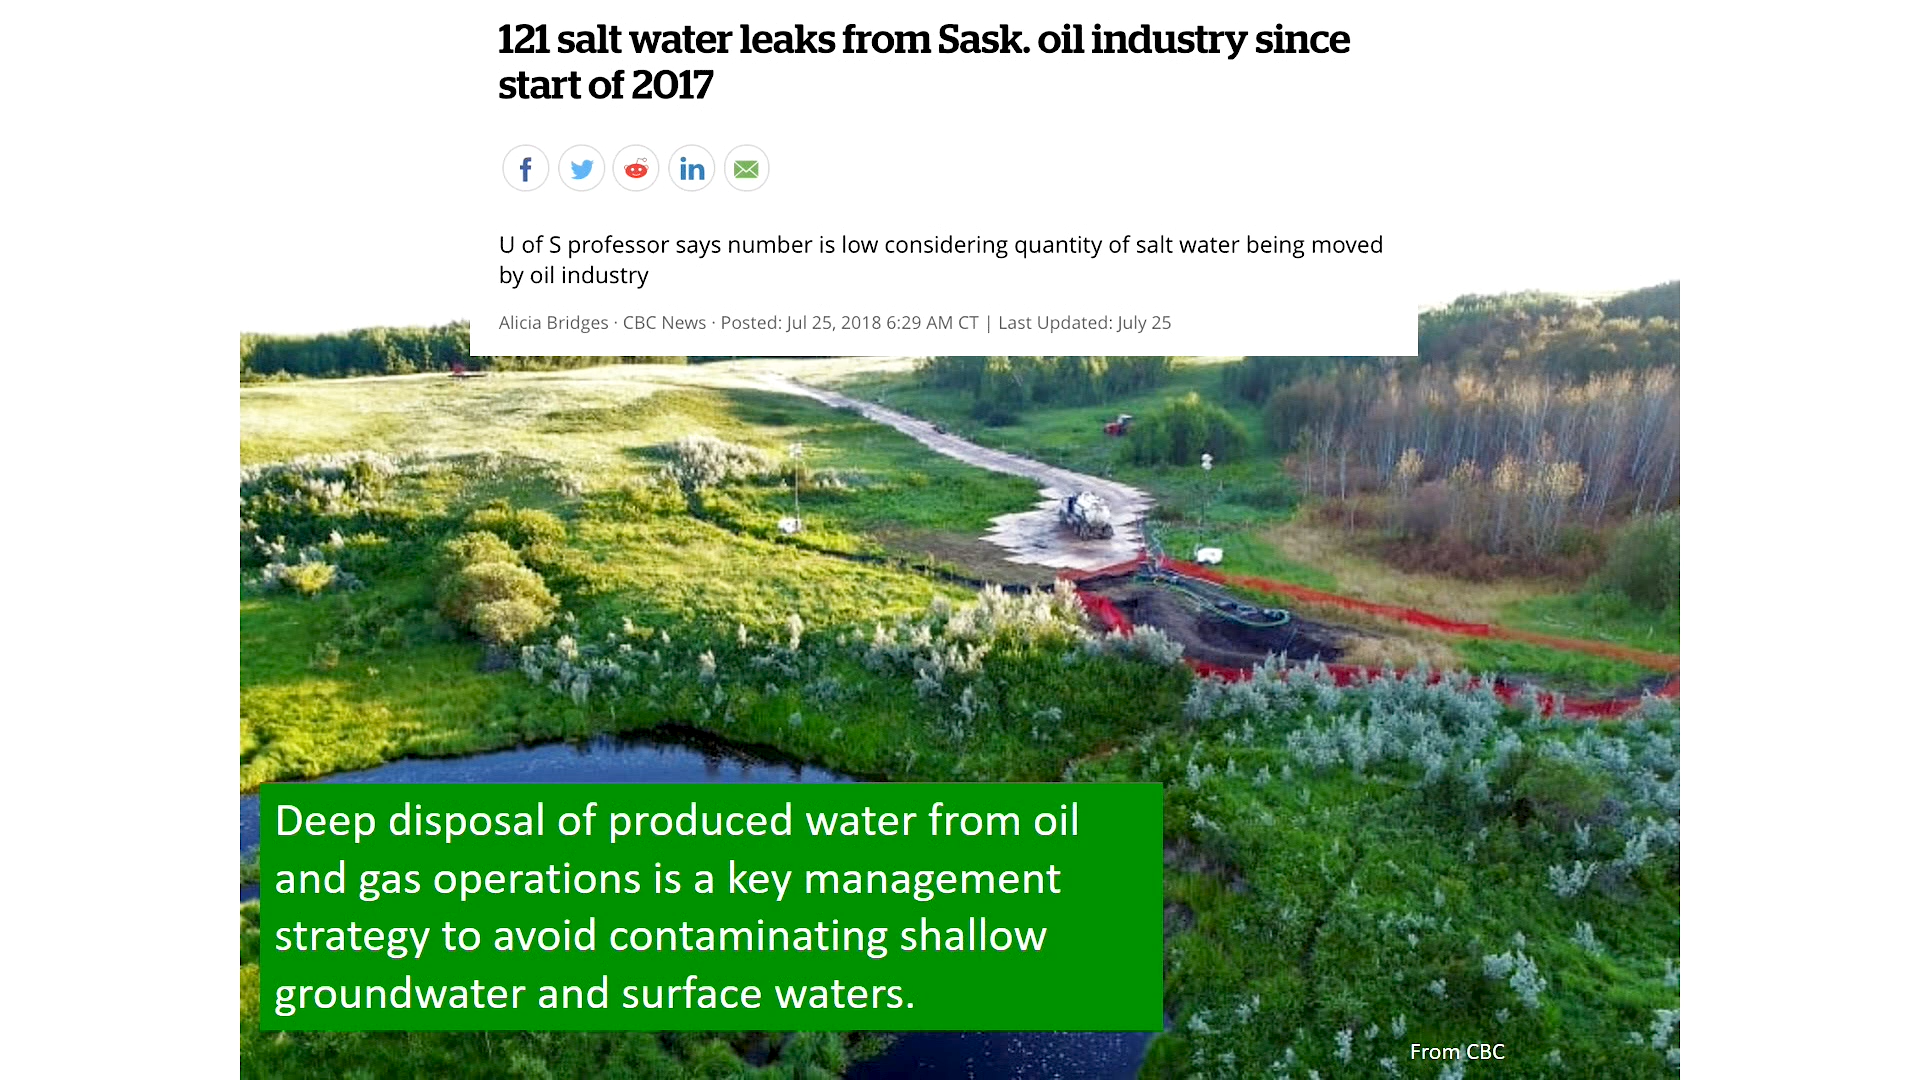 121 salt water leaks from Sask. oil industry since
start of 2017
U of S professor says number is low considering quantity of salt water being moved
by oil industry
Alicia Bridges · CBC News · Posted: Jul 25, 2018 6:29 AM CT | Last Updated: July 25
Deep disposal of produced water from oil
and gas operations is a key management
strategy to avoid contaminating shallow
groundwater and surface waters.
From CBC